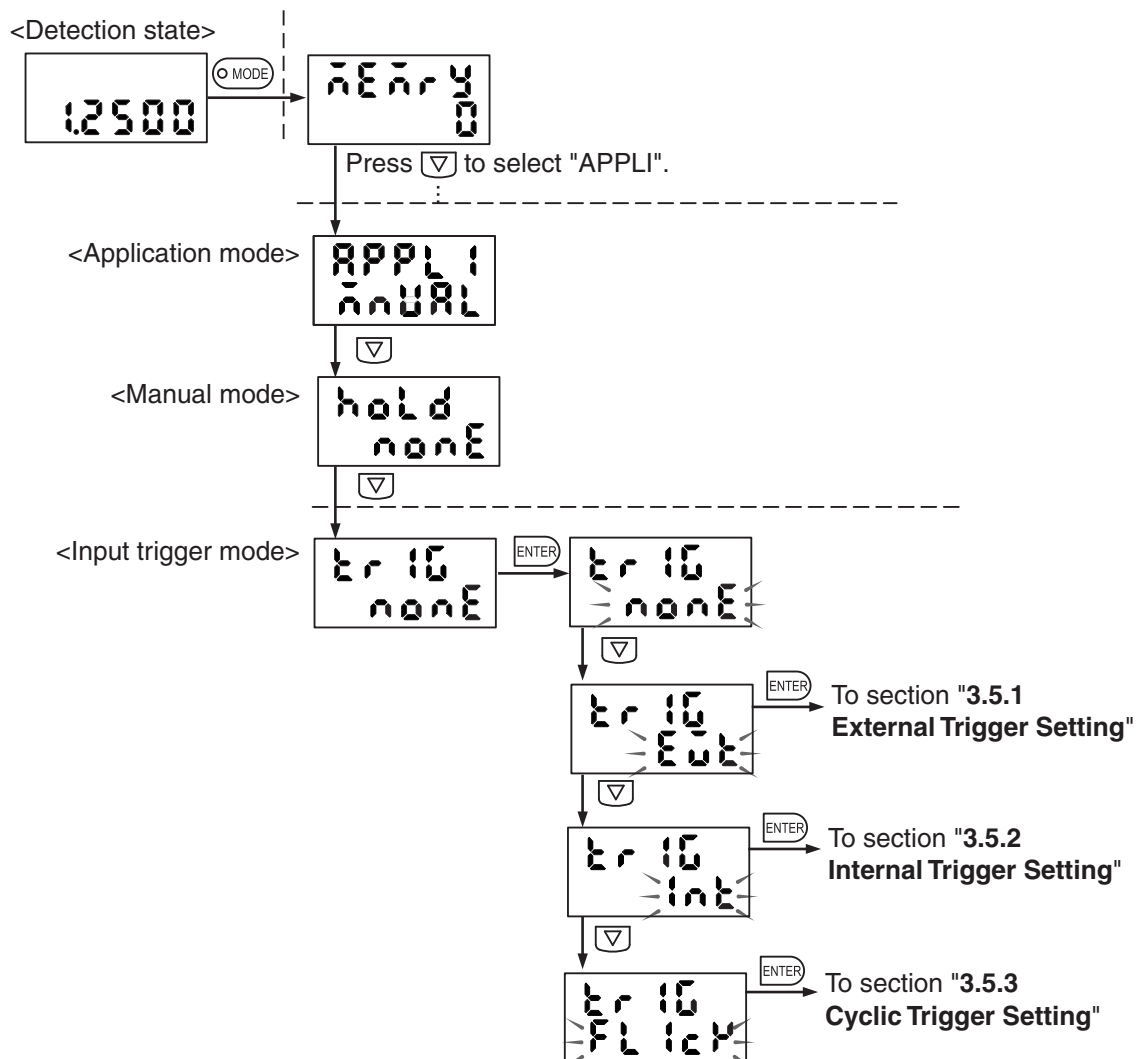 <Detection state>
1.2500
MODE
MEMrY
0
Press to select "APPLI".
<Application mode>
APPLI
MnUAL
<Manual mode>
hoLd
nonE
<Input trigger mode>
trIG
nonE
ENTER
trIG
nonE
trIG
Ext
ENTER
To section "3.5.1
External Trigger Setting"
trIG
Int
ENTER
To section "3.5.2
Internal Trigger Setting"
trIG
FLIcK
ENTER
To section "3.5.3
Cyclic Trigger Setting"